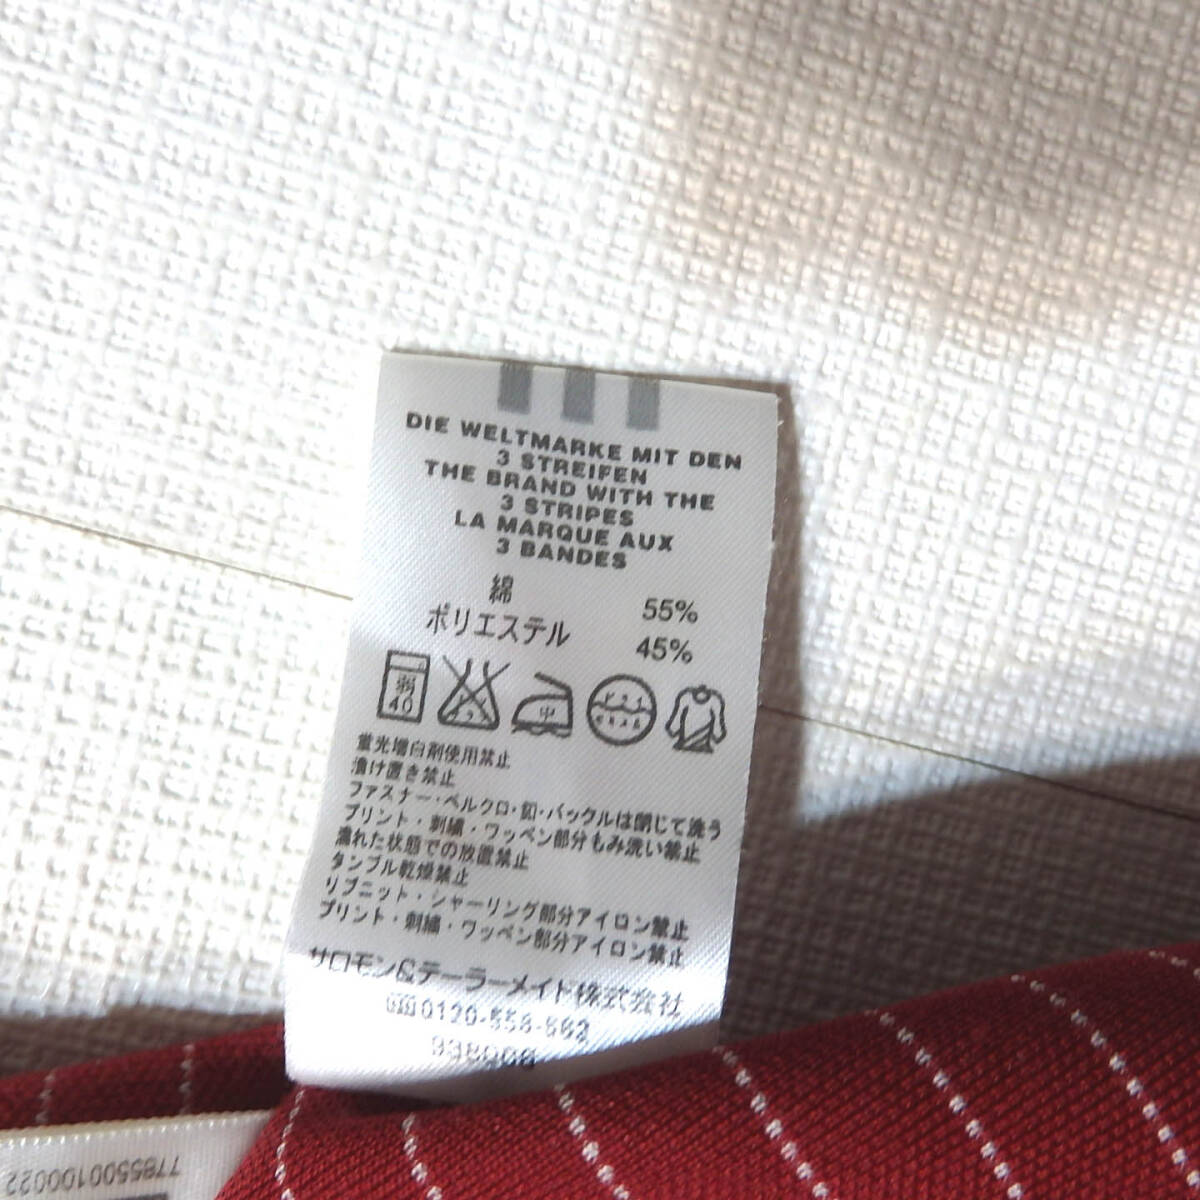 DIE WELTMARKE MIT DEN
3 STREIFEN
THE BRAND WITH THE
3 STRIPES
LA MARQUE AUX
3 BANDES
綿 55%
ポリエステル 45%
弱
40
中
ドライ
蛍光増白剤使用禁止
漬け置き禁止
ファスナー・ベルクロ・釦・バックルは閉じて洗う
プリント・刺繍・ワッペン部分もみ洗い禁止
濡れた状態での放置禁止
タンブル乾燥禁止
リブニット・シャーリング部分アイロン禁止
プリント・刺繍・ワッペン部分アイロン禁止
サロモン&テーラーメイド株式会社
0120-558-562
7785500100022